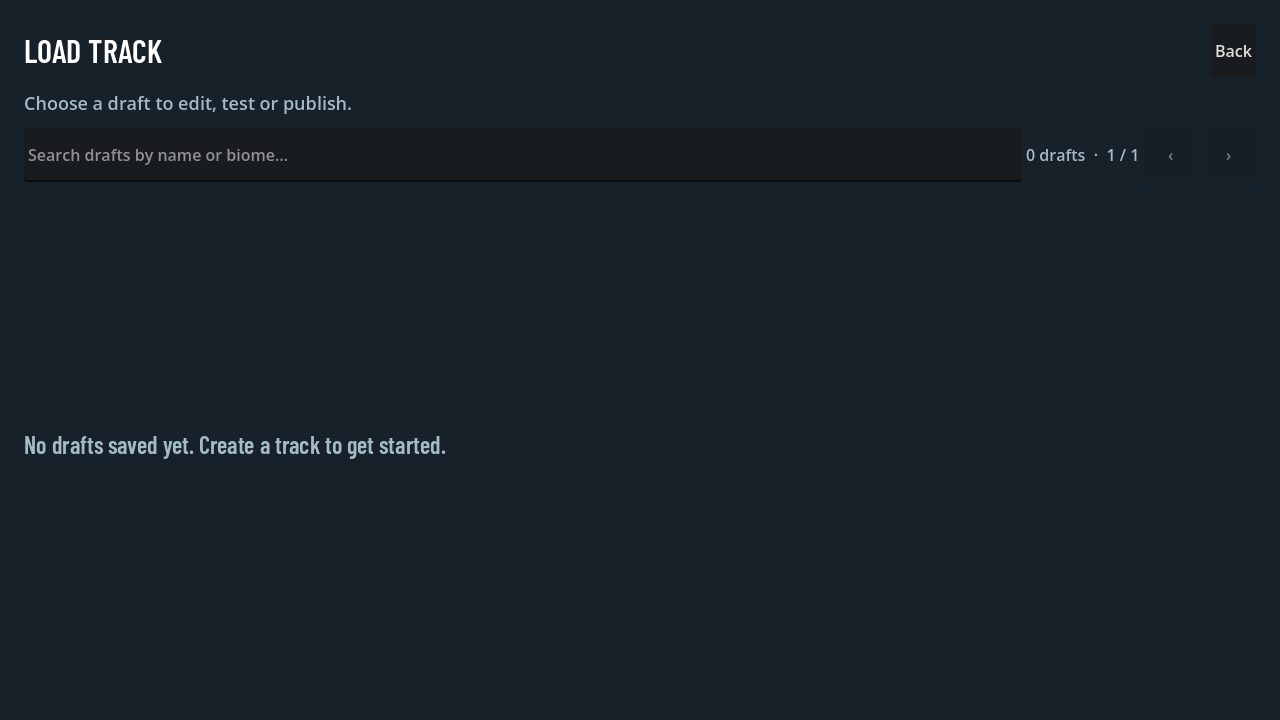 LOAD TRACK
Back
Choose a draft to edit, test or publish.
Search drafts by name or biome...
0 drafts · 1 / 1
‹ ›
No drafts saved yet. Create a track to get started.